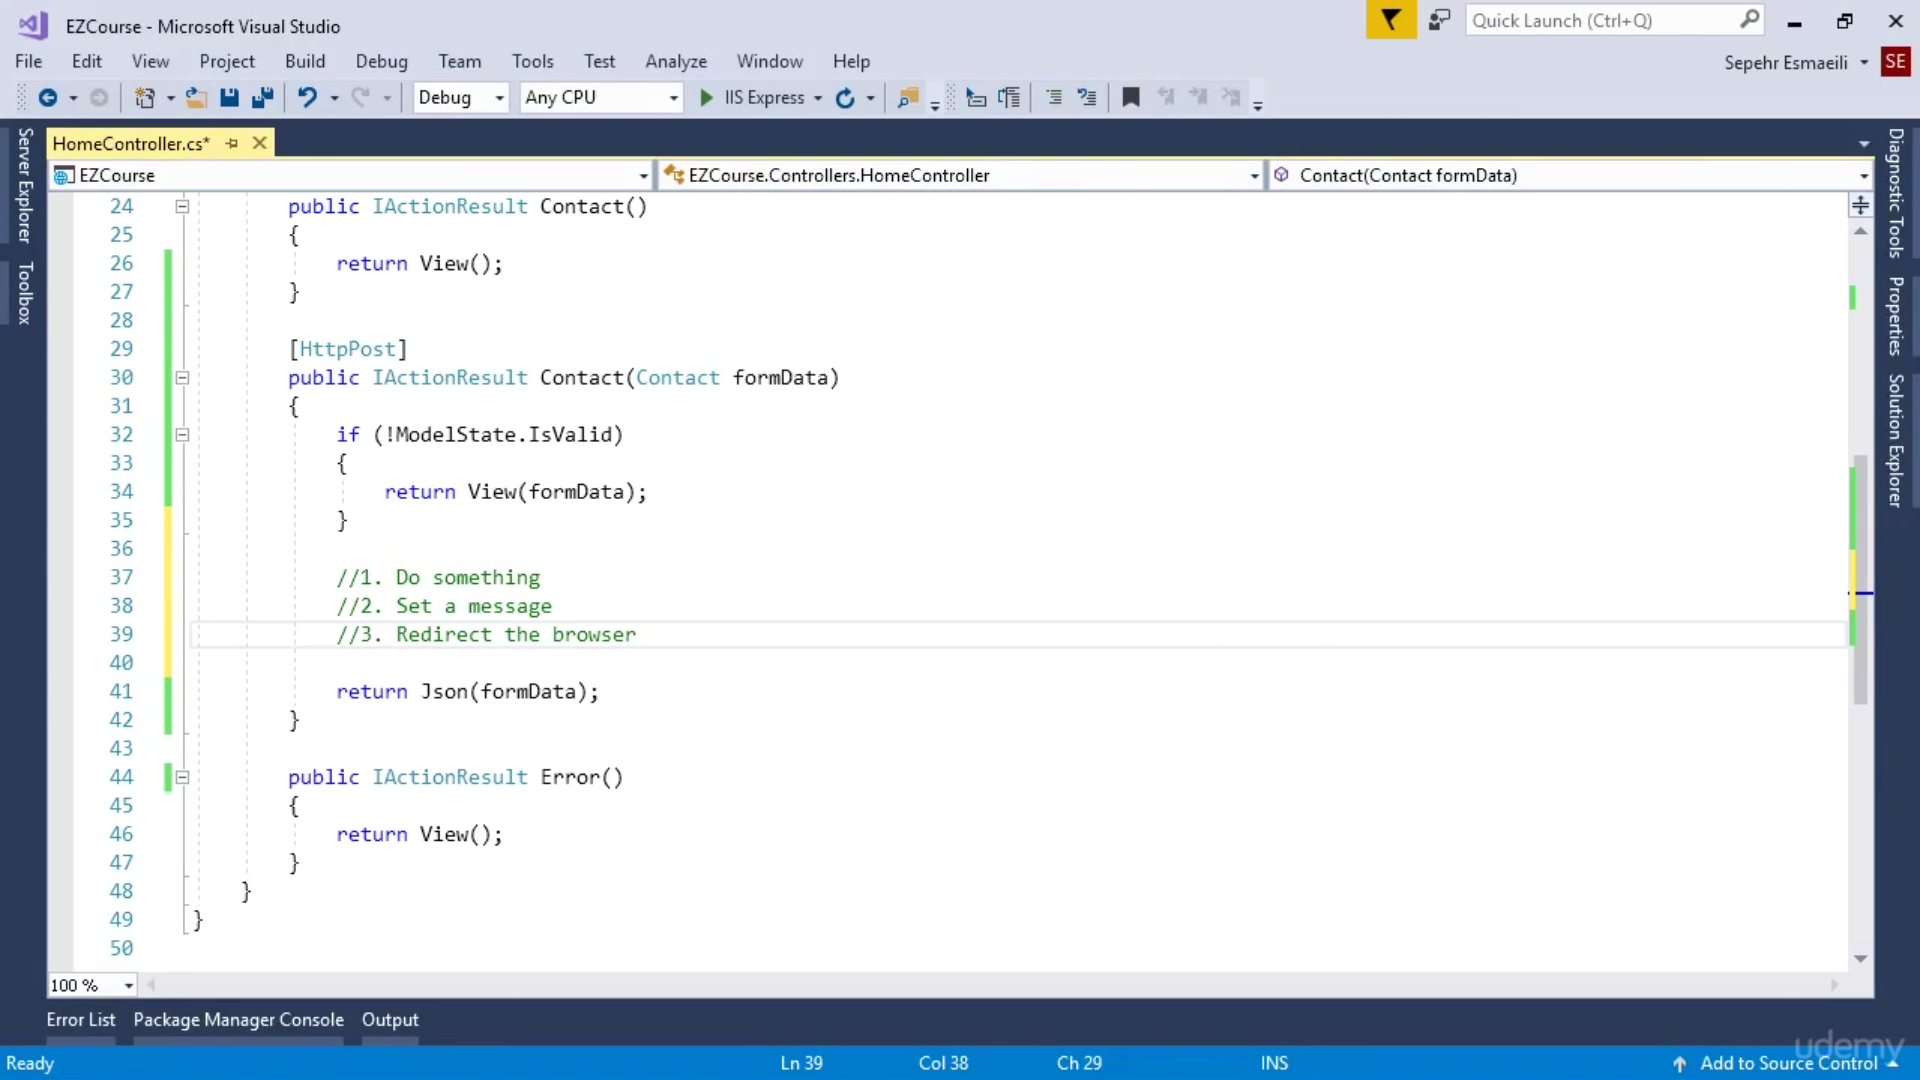 EZCourse - Microsoft Visual Studio
Quick Launch (Ctrl+Q)
File Edit View Project Build Debug Team Tools Test Analyze Window Help
Sepehr Esmaeili SE
Debug Any CPU IIS Express
Server Explorer
Toolbox
HomeController.cs*
EZCourse EZCourse.Controllers.HomeController Contact(Contact formData)
24 public IActionResult Contact()
25 {
26 return View();
27 }
28
29 [HttpPost]
30 public IActionResult Contact(Contact formData)
31 {
32 if (!ModelState.IsValid)
33 {
34 return View(formData);
35 }
36
37 //1. Do something
38 //2. Set a message
39 //3. Redirect the browser
40
41 return Json(formData);
42 }
43
44 public IActionResult Error()
45 {
46 return View();
47 }
48 }
49 }
50
Diagnostic Tools
Properties
Solution Explorer
100 %
Error List Package Manager Console Output
udemy
Ready Ln 39 Col 38 Ch 29 INS Add to Source Control